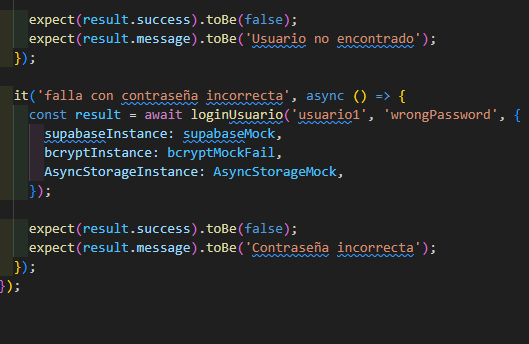 expect(result.success).toBe(false);
expect(result.message).toBe('Usuario no encontrado');
});
it('falla con contraseña incorrecta', async () => {
const result = await loginUsuario('usuario1', 'wrongPassword', {
supabaseInstance: supabaseMock,
bcryptInstance: bcryptMockFail,
AsyncStorageInstance: AsyncStorageMock,
});
expect(result.success).toBe(false);
expect(result.message).toBe('Contraseña incorrecta');
});
});